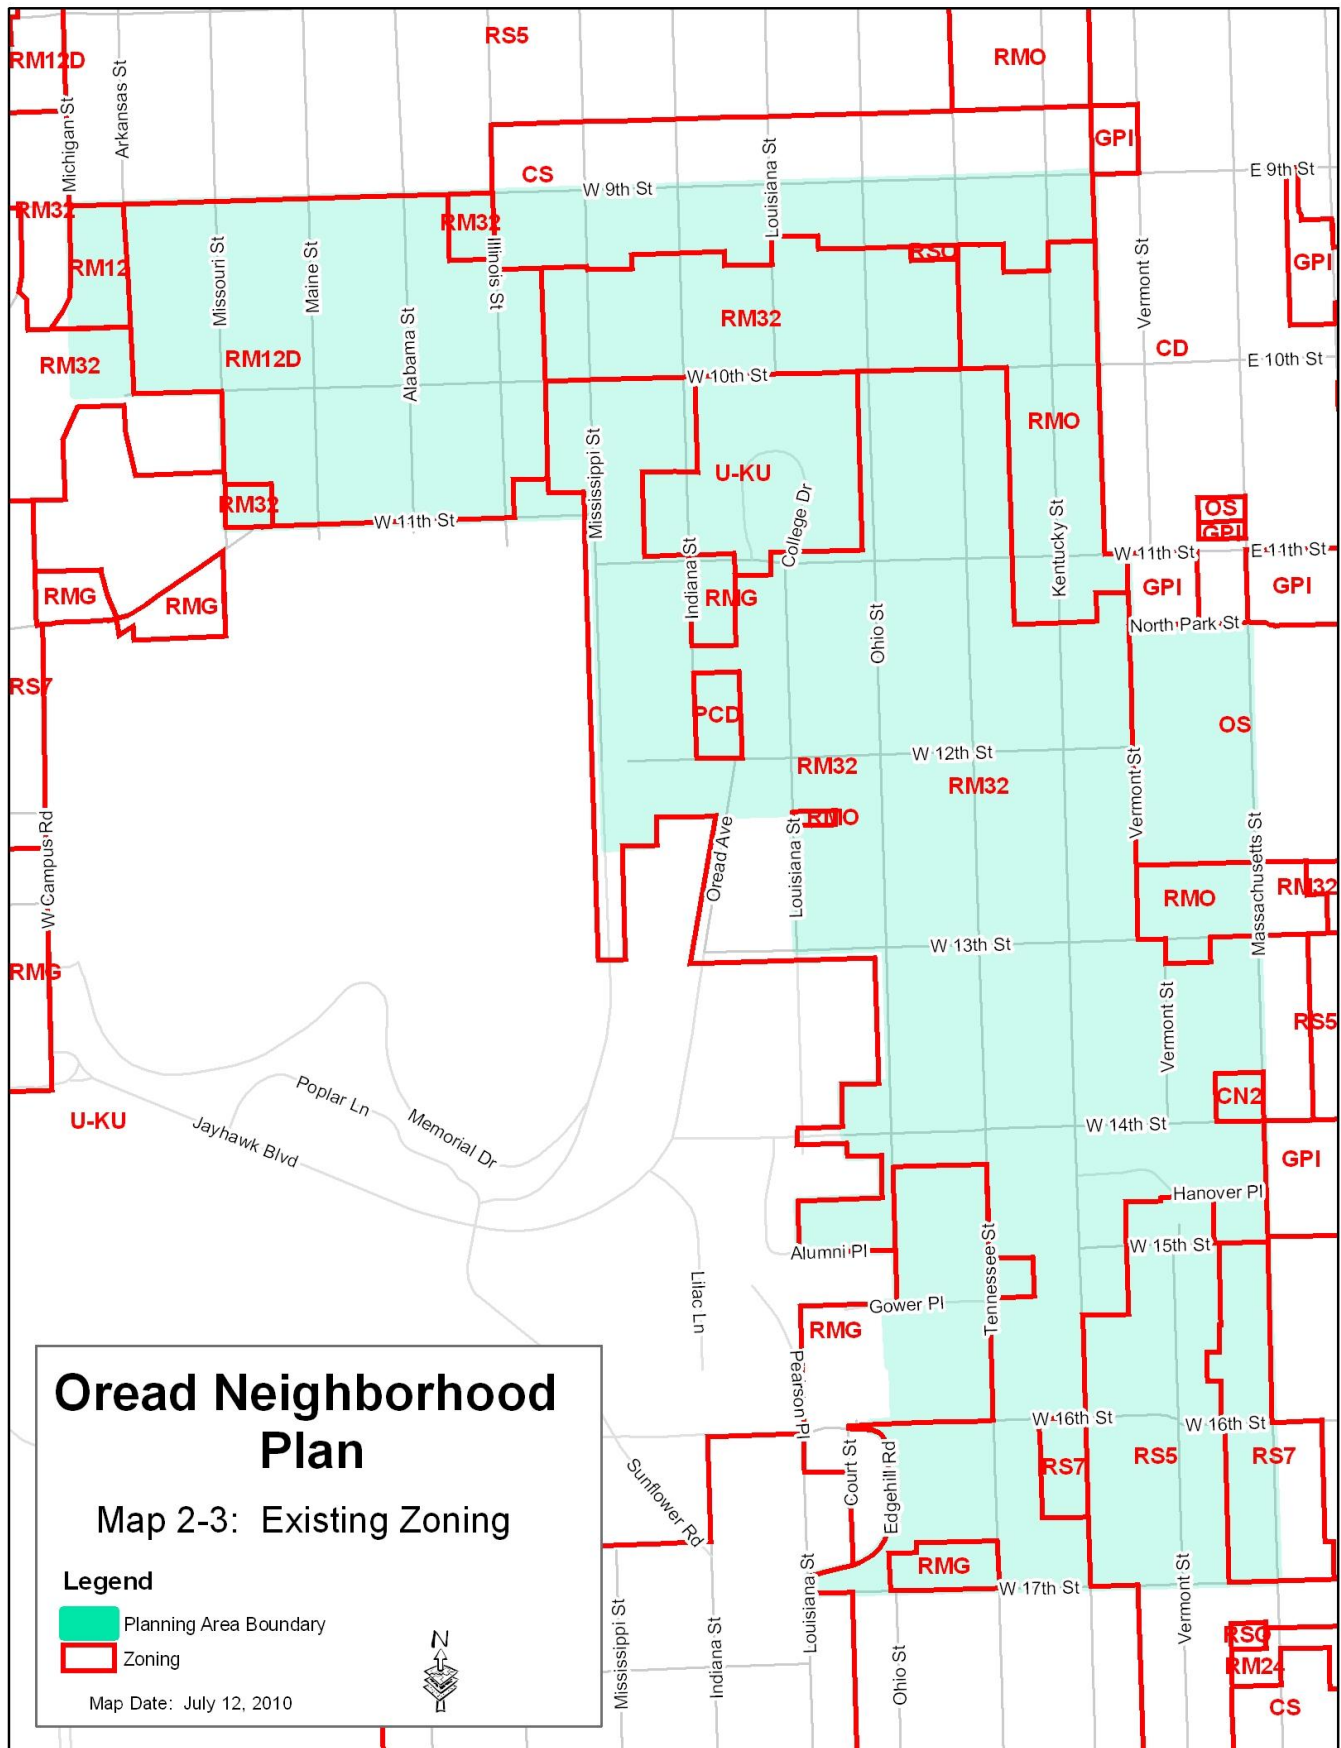 RS5
RMO
RM12D
Arkansas St
Michigan St
GPI
CS
W 9th St
Louisiana St
E 9th St
RM32
RM32
RM12
Missouri St
Maine St
Illinois St
RSO
Vermont St
GPI
Alabama St
RM32
RM12D
RM32
CD
E 10th St
W 10th St
RMO
Mississippi St
U-KU
College Dr
Kentucky St
RM32
OS
GPI
W 11th St
W 11th St
E 11th St
Indiana St
RMG
RMG
RMG
GPI
GPI
North Park St
Ohio St
RS7
PCD
OS
W 12th St
RM32
RM32
Vermont St
RMO
W Campus Rd
Oread Ave
Louisiana St
Massachusetts St
RMO
RM32
W 13th St
RMG
Vermont St
RS5
CN2
Poplar Ln
Memorial Dr
U-KU
Jayhawk Blvd
W 14th St
GPI
Hanover Pl
Alumni Pl
W 15th St
Tennessee St
Lilac Ln
Gower Pl
RMG
Pearson Pl
W 16th St
W 16th St
Court St
Edgehill Rd
RS7
RS5
RS7
Sunflower Rd
RMG
W 17th St
Louisiana St
Vermont St
Mississippi St
Indiana St
Ohio St
RSO
RM24
CS
Oread Neighborhood
Plan
Map 2-3: Existing Zoning
Legend
Planning Area Boundary
Zoning
N
Map Date: July 12, 2010